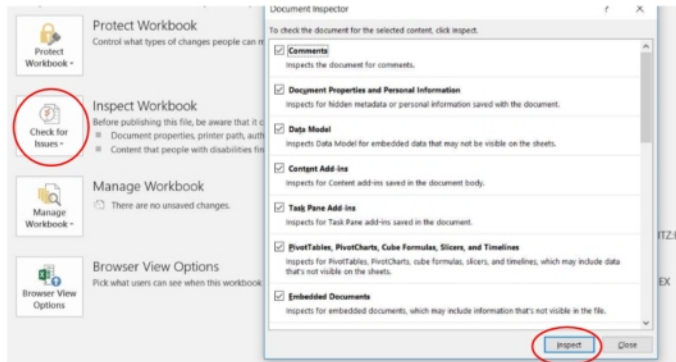 Protect Workbook
Control what types of changes people can m
Protect
Workbook
Inspect Workbook
Before publishing this file, be aware that it c
Document properties, printer path, auth
Content that people with disabilities fin
Check for
Issues
Manage Workbook
There are no unsaved changes.
Manage
Workbook
Browser View Options
Pick what users can see when this workbook
Browser View
Options
Document Inspector
?
To check the document for the selected content, click Inspect.
Comments
Inspects the document for comments.
Document Properties and Personal Information
Inspects for hidden metadata or personal information saved with the document.
Data Model
Inspects Data Model for embedded data that may not be visible on the sheets.
Content Add-ins
Inspects for Content add-ins saved in the document body.
Task Pane Add-ins
Inspects for Task Pane add-ins saved in the document.
PivotTables, PivotCharts, Cube Formulas, Slicers, and Timelines
Inspects for PivotTables, PivotCharts, cube formulas, slicers, and timelines, which may include data
that's not visible on the sheets.
Embedded Documents
Inspects for embedded documents, which may include information that's not visible in the file.
Inspect
Close
EX